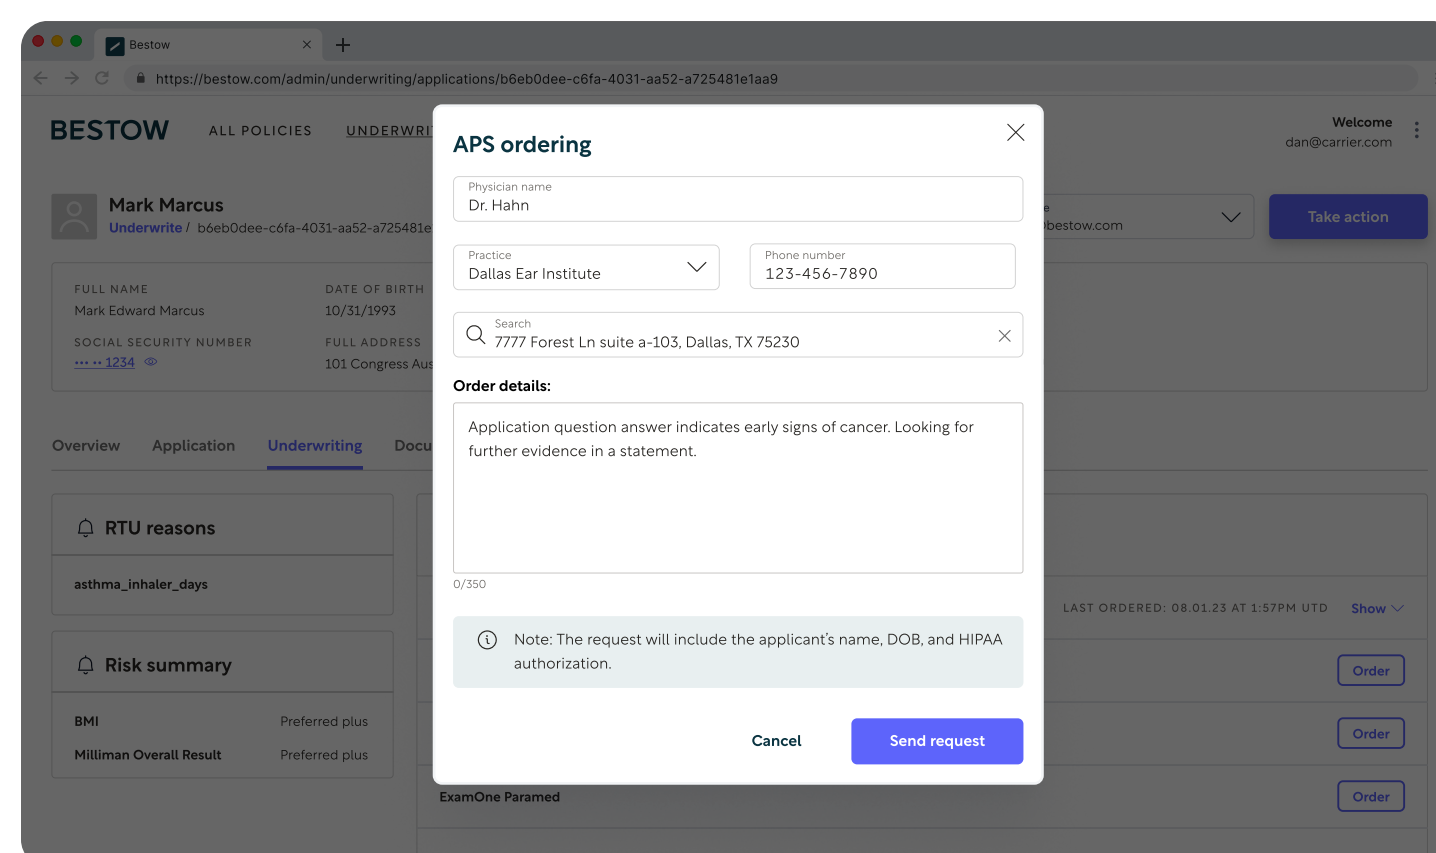 Bestow
https://bestow.com/admin/underwriting/applications/b6eb0dee-c6fa-4031-aa52-a725481e1aa9
BESTOW
ALL POLICIES
Welcome
dan@carrier.com
Mark Marcus
Underwrite / b6eb0dee-c6fa-4031-aa52-a725481e
bestow.com
Take action
FULL NAME
DATE OF BIRTH
Mark Edward Marcus
10/31/1993
SOCIAL SECURITY NUMBER
FULL ADDRESS
••• •• 1234
101 Congress Aus
APS ordering
Physician name
Dr. Hahn
Practice
Dallas Ear Institute
Phone number
123-456-7890
Search
7777 Forest Ln suite a-103, Dallas, TX 75230
Order details:
Application question answer indicates early signs of cancer. Looking for
further evidence in a statement.
0/350
Note: The request will include the applicant's name, DOB, and HIPAA
authorization.
Cancel
Send request
Overview
Application
Underwriting
Docu
RTU reasons
asthma_inhaler_days
Risk summary
BMI
Preferred plus
Milliman Overall Result
Preferred plus
LAST ORDERED: 08.01.23 AT 1:57PM UTD
Show
Order
Order
ExamOne Paramed
Order